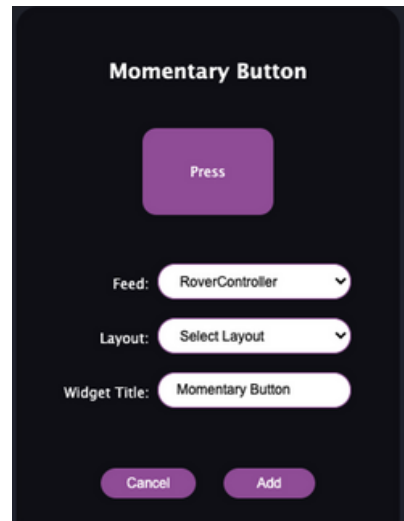 Momentary Button
Press
Feed: RoverController
Layout: Select Layout
Widget Title: Momentary Button
Cancel Add